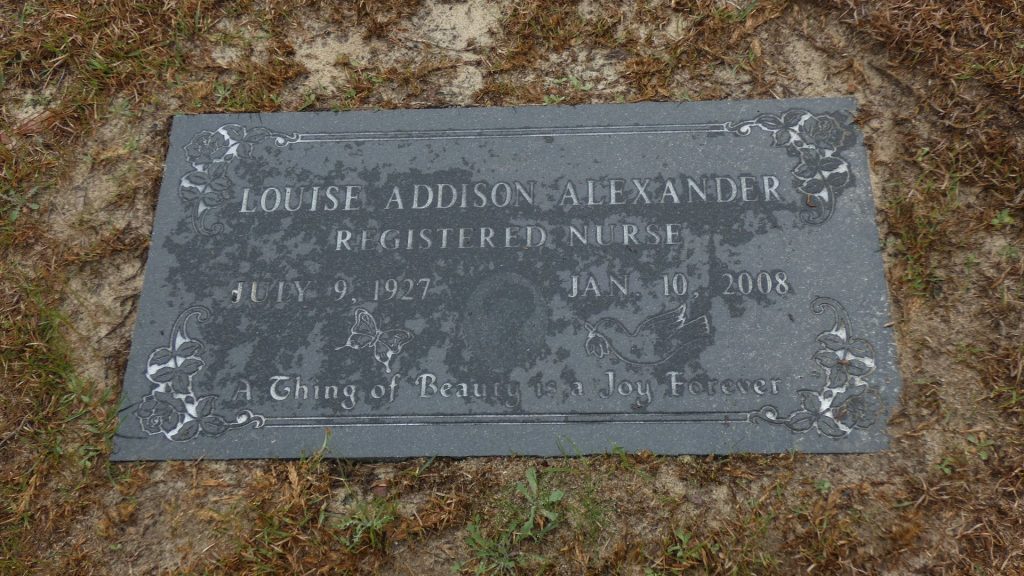 LOUISE ADDISON ALEXANDER
REGISTERED NURSE
JULY 9, 1927 JAN. 10, 2008
A Thing of Beauty is a Joy Forever